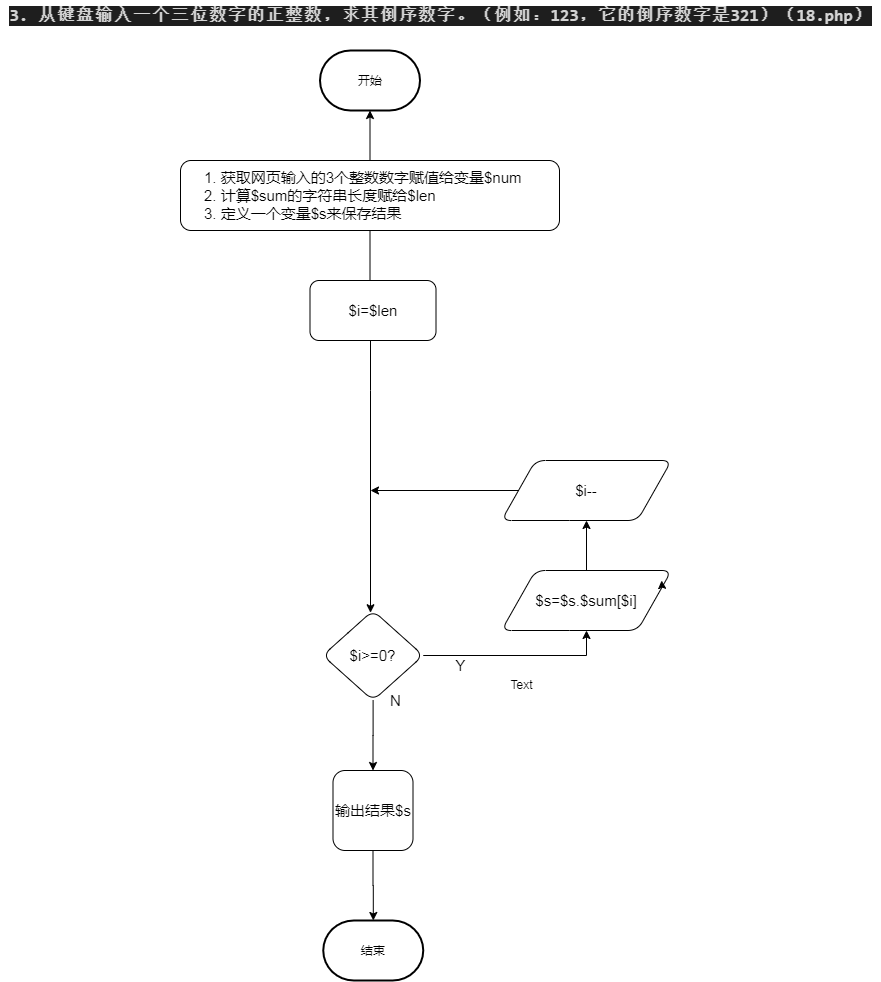 3. 从键盘输入一个三位数字的正整数，求其倒序数字。（例如：123，它的倒序数字是321）（18.php）
开始
1. 获取网页输入的3个整数数字赋值给变量$num
2. 计算$sum的字符串长度赋给$len
3. 定义一个变量$s来保存结果
$i=$len
$i--
$s=$s.$sum[$i]
$i>=0?
Y
Text
N
输出结果$s
结束